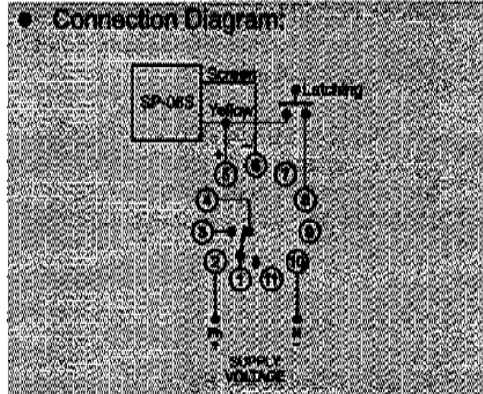 Connection Diagram:
Screen
Latching
SP-06S
Yellow
+ -
5 6 7
4 8
3 9
2 10
1 11
Ph N
SUPPLY
VOLTAGE